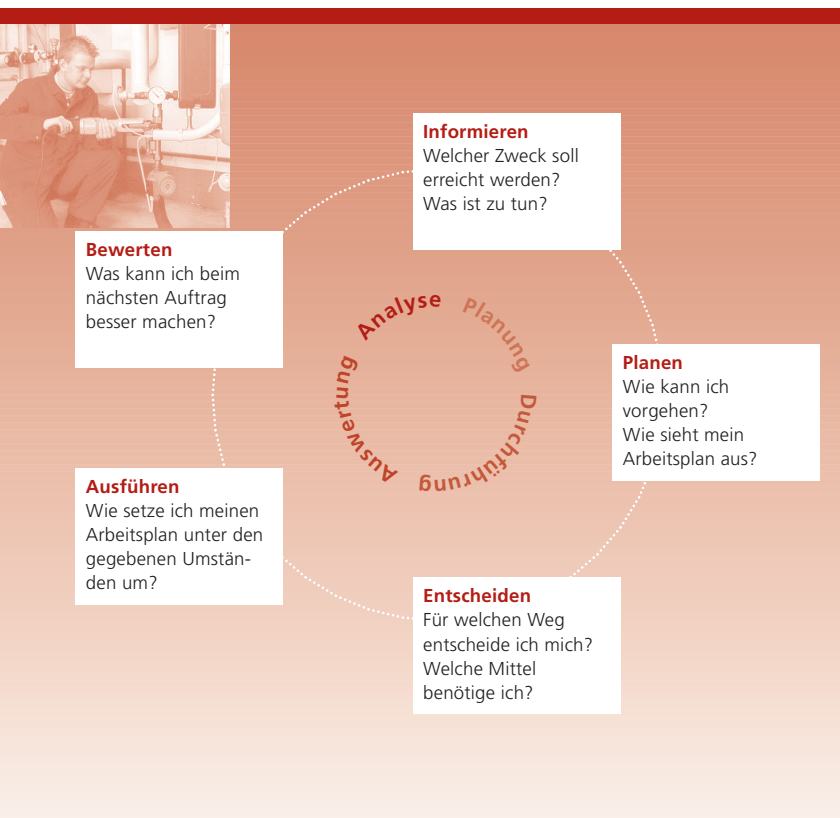 Informieren
Welcher Zweck soll
erreicht werden?
Was ist zu tun?
Planen
Wie kann ich
vorgehen?
Wie sieht mein
Arbeitsplan aus?
Entscheiden
Für welchen Weg
entscheide ich mich?
Welche Mittel
benötige ich?
Ausführen
Wie setze ich meinen
Arbeitsplan unter den
gegebenen Umstän-
den um?
Bewerten
Was kann ich beim
nächsten Auftrag
besser machen?
Analyse
Planung
Durchführung
Auswertung